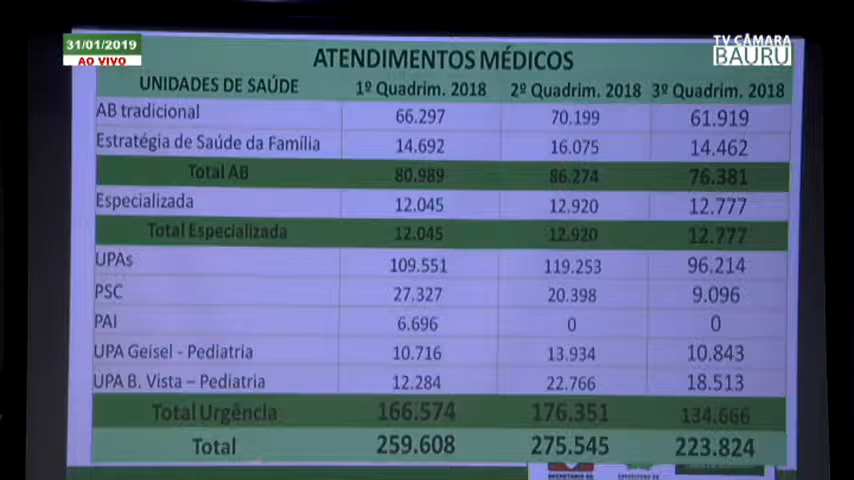 31/01/2019
AO VIVO
TV CÂMARA
BAURU
ATENDIMENTOS MÉDICOS
UNIDADES DE SAÚDE 1º Quadrim. 2018 2º Quadrim. 2018 3º Quadrim. 2018
AB tradicional 66.297 70.199 61.919
Estratégia de Saúde da Família 14.692 16.075 14.462
Total AB 80.989 86.274 76.381
Especializada 12.045 12.920 12.777
Total Especializada 12.045 12.920 12.777
UPAs 109.551 119.253 96.214
PSC 27.327 20.398 9.096
PAI 6.696 0 0
UPA Geisel - Pediatria 10.716 13.934 10.843
UPA B. Vista – Pediatria 12.284 22.766 18.513
Total Urgência 166.574 176.351 134.666
Total 259.608 275.545 223.824